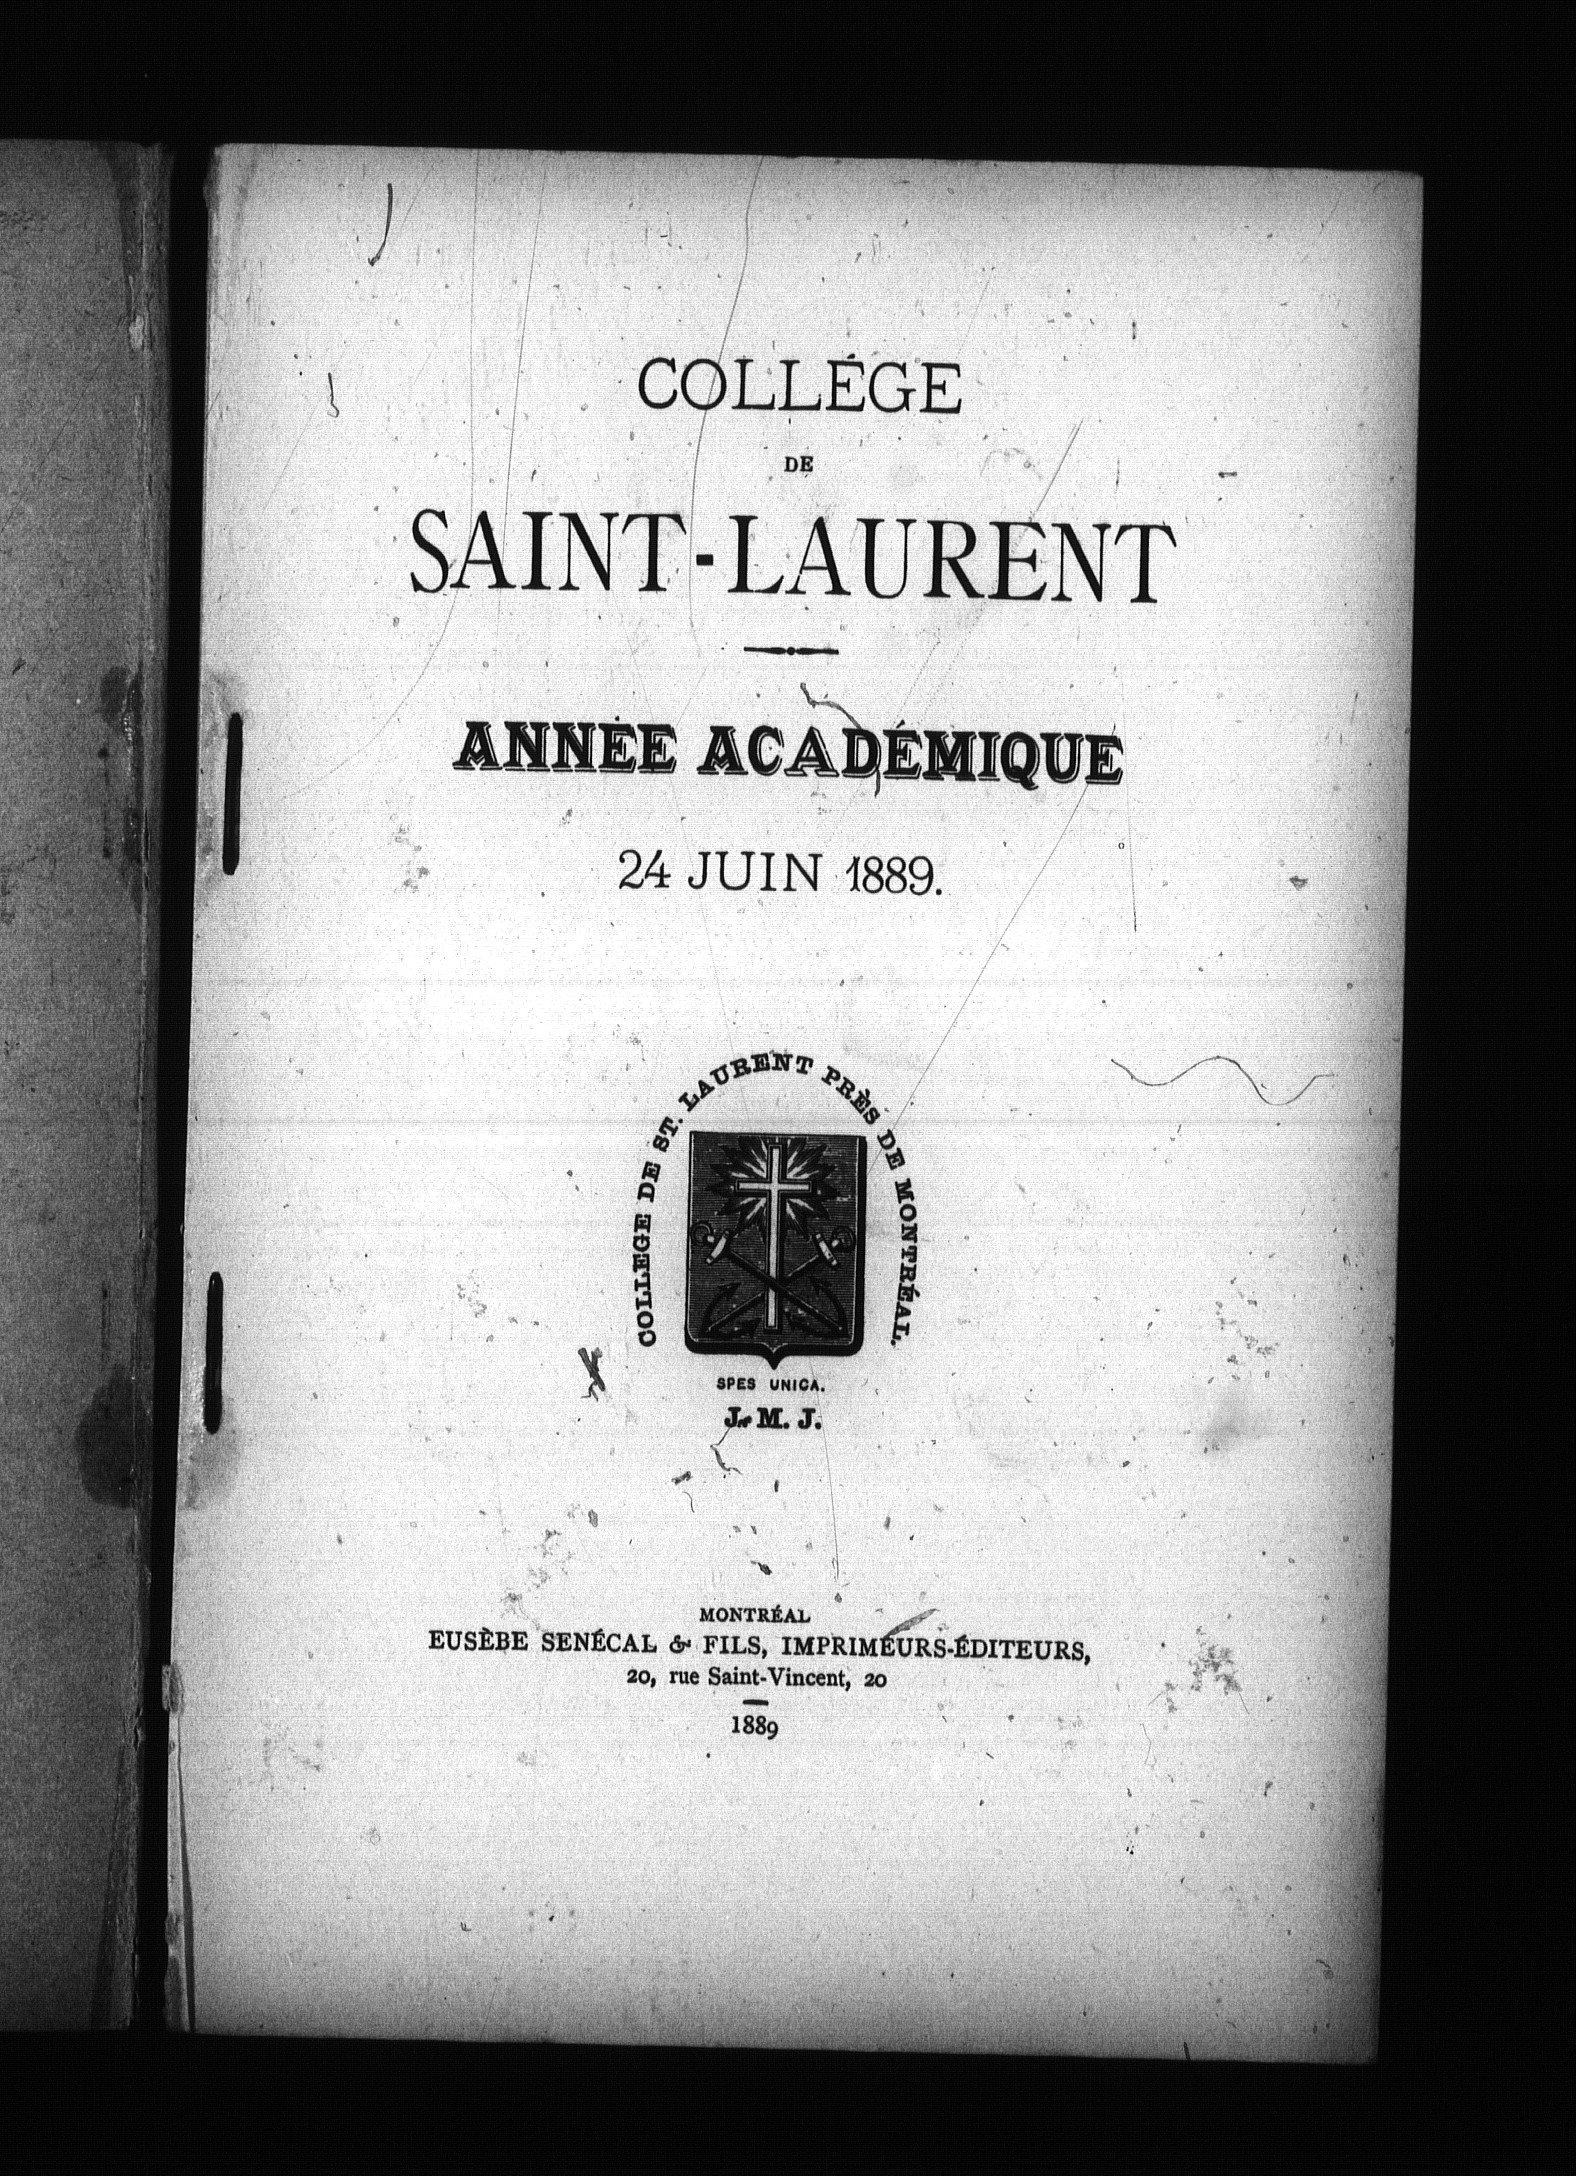 COLLÉGE
DE
SAINT-LAURENT
ANNÉE ACADÉMIQUE
24 JUIN 1889.
COLLEGE DE ST. LAURENT PRÈS DE MONTRÉAL.
SPES UNICA.
J. M. J.
MONTRÉAL
EUSÈBE SENÉCAL & FILS, IMPRIMEURS-ÉDITEURS,
20, rue Saint-Vincent, 20
1889